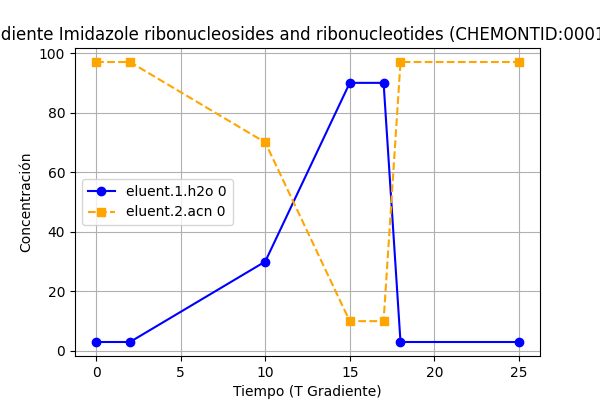 diente Imidazole ribonucleosides and ribonucleotides (CHEMONTID:0001
100
80
60
40
20
0
Concentración
eluent.1.h2o 0
eluent.2.acn 0
0 5 10 15 20 25
Tiempo (T Gradiente)